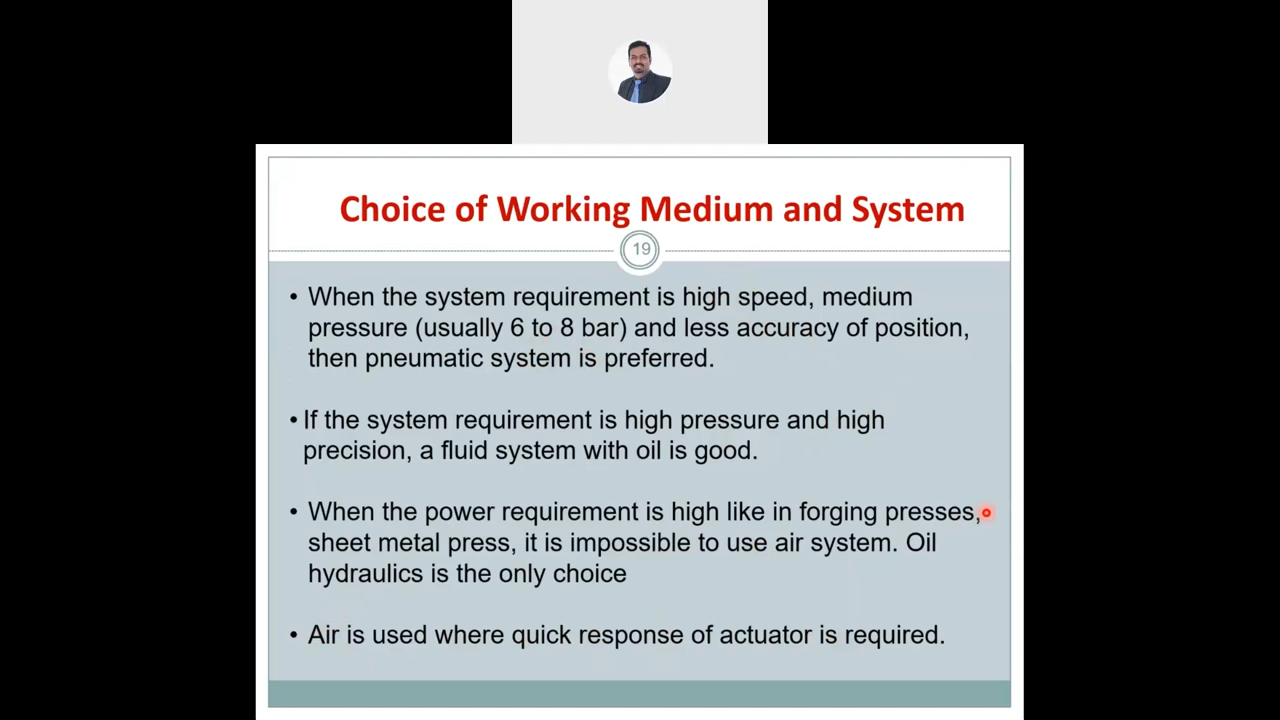 Choice of Working Medium and System
19
• When the system requirement is high speed, medium
pressure (usually 6 to 8 bar) and less accuracy of position,
then pneumatic system is preferred.
• If the system requirement is high pressure and high
precision, a fluid system with oil is good.
• When the power requirement is high like in forging presses,
sheet metal press, it is impossible to use air system. Oil
hydraulics is the only choice
• Air is used where quick response of actuator is required.